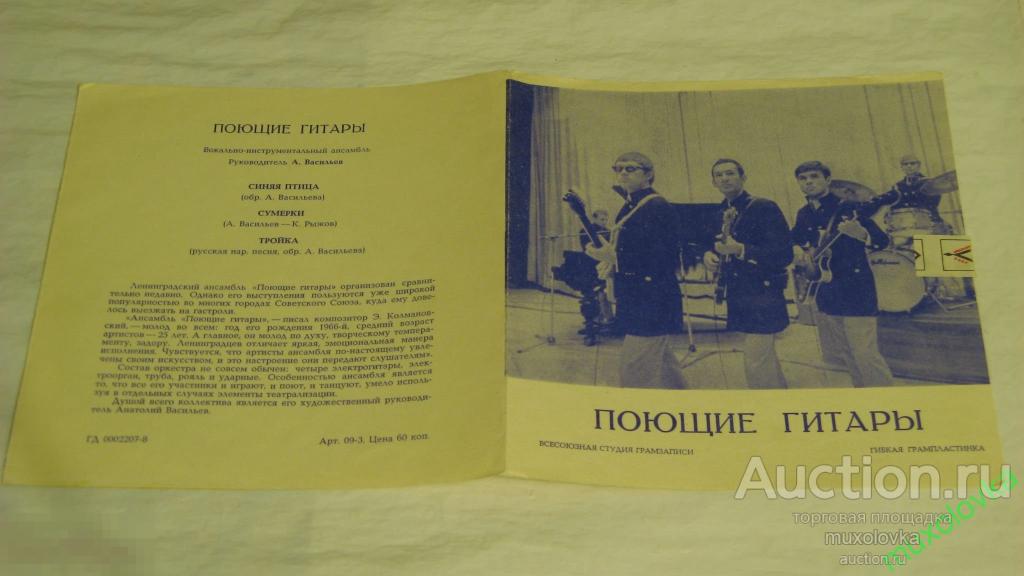 ПОЮЩИЕ ГИТАРЫ
Вокально-инструментальный ансамбль
Руководитель А. Васильев
СИНЯЯ ПТИЦА
(обр. А. Васильева)
СУМЕРКИ
(А. Васильев — К. Рыжов)
ТРОЙКА
(русская нар. песня, обр. А. Васильева)
Ленинградский ансамбль «Поющие гитары» организован сравни-
тельно недавно. Однако его выступления пользуются уже широкой
популярностью во многих городах Советского Союза, куда ему дове-
лось выезжать на гастроли.
«Ансамбль «Поющие гитары», — писал композитор Э. Колманов-
ский, — молод во всем: год его рождения 1966-й, средний возраст
артистов — 25 лет. А главное, он молод по духу, творческому темпера-
менту, задору. Ленинградцев отличает яркая, эмоциональная манера
исполнения. Чувствуется, что артисты ансамбля по-настоящему увле-
чены своим искусством, и это настроение они передают слушателям».
Состав оркестра не совсем обычен: четыре электрогитары, элек-
трооргаи, труба, рояль и ударные. Особенностью ансамбля является
то, что все его участники и играют, и поют, и танцуют, умело исполь-
зуя в отдельных случаях элементы театрализации.
Душой всего коллектива является его художественный руководи-
тель Анатолий Васильев.
ГД 0002207-8
Арт. 09-3. Цена 60 коп.
ПОЮЩИЕ ГИТАРЫ
ВСЕСОЮЗНАЯ СТУДИЯ ГРАМЗАПИСИ
ГИБКАЯ ГРАМПЛАСТИНКА
Auction.ru
торговая площадка
muxolovka
auction.ru
muxolovka